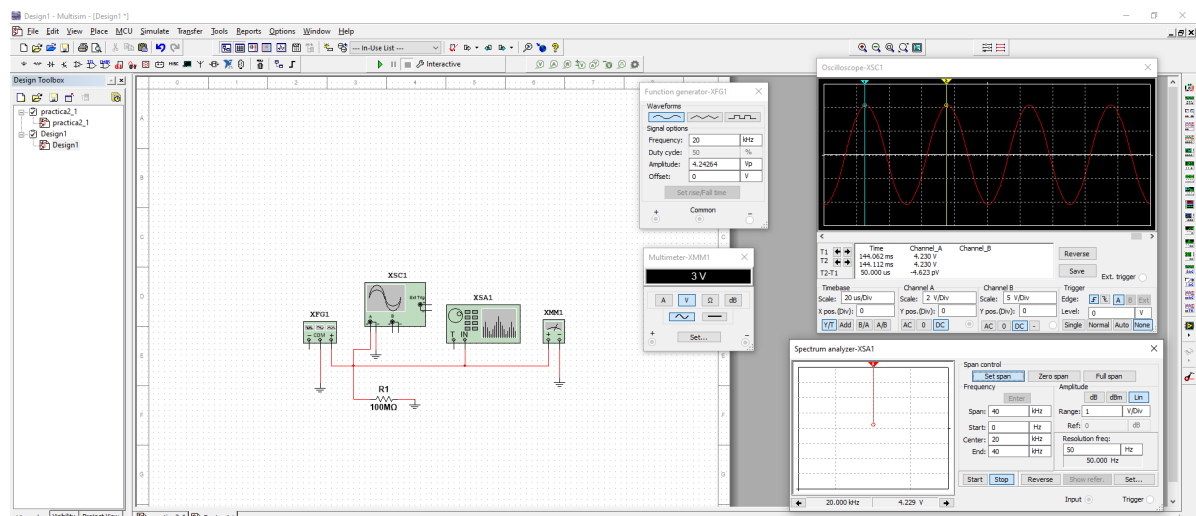 Design1 - Multisim - [Design1 *]
File Edit View Place MCU Simulate Transfer Tools Reports Options Window Help
--- In-Use List ---
Interactive
Design Toolbox
practica2_1
practica2_1
Design1
Design1
XFG1
COM
XSC1
Ext Trig
A B
XSA1
T IN
XMM1
R1
100MΩ
Function generator-XFG1
Waveforms
Signal options
Frequency: 20 kHz
Duty cycle: 50 %
Amplitude: 4.24264 Vp
Offset: 0 V
Set rise/Fall time
+ Common -
Multimeter-XMM1
3 V
A V Ω dB
+ Set... -
Oscilloscope-XSC1
Time Channel_A Channel_B
T1 144.062 ms 4.230 V
T2 144.112 ms 4.230 V
T2-T1 50.000 us -4.623 pV
Reverse
Save
Ext. trigger
Timebase
Scale: 20 us/Div
X pos.(Div): 0
Y/T Add B/A A/B
Channel A
Scale: 2 V/Div
Y pos.(Div): 0
AC 0 DC
Channel B
Scale: 5 V/Div
Y pos.(Div): 0
AC 0 DC -
Trigger
Edge: A B Ext
Level: 0 V
Single Normal Auto None
Spectrum analyzer-XSA1
Span control
Set span Zero span Full span
Frequency
Enter
Span: 40 kHz
Start: 0 Hz
Center: 20 kHz
End: 40 kHz
Amplitude
dB dBm Lin
Range: 1 V/Div
Ref: 0 dB
Resolution freq:
50 Hz
50.000 Hz
Start Stop Reverse Show refer. Set...
20.000 kHz 4.229 V
Input Trigger